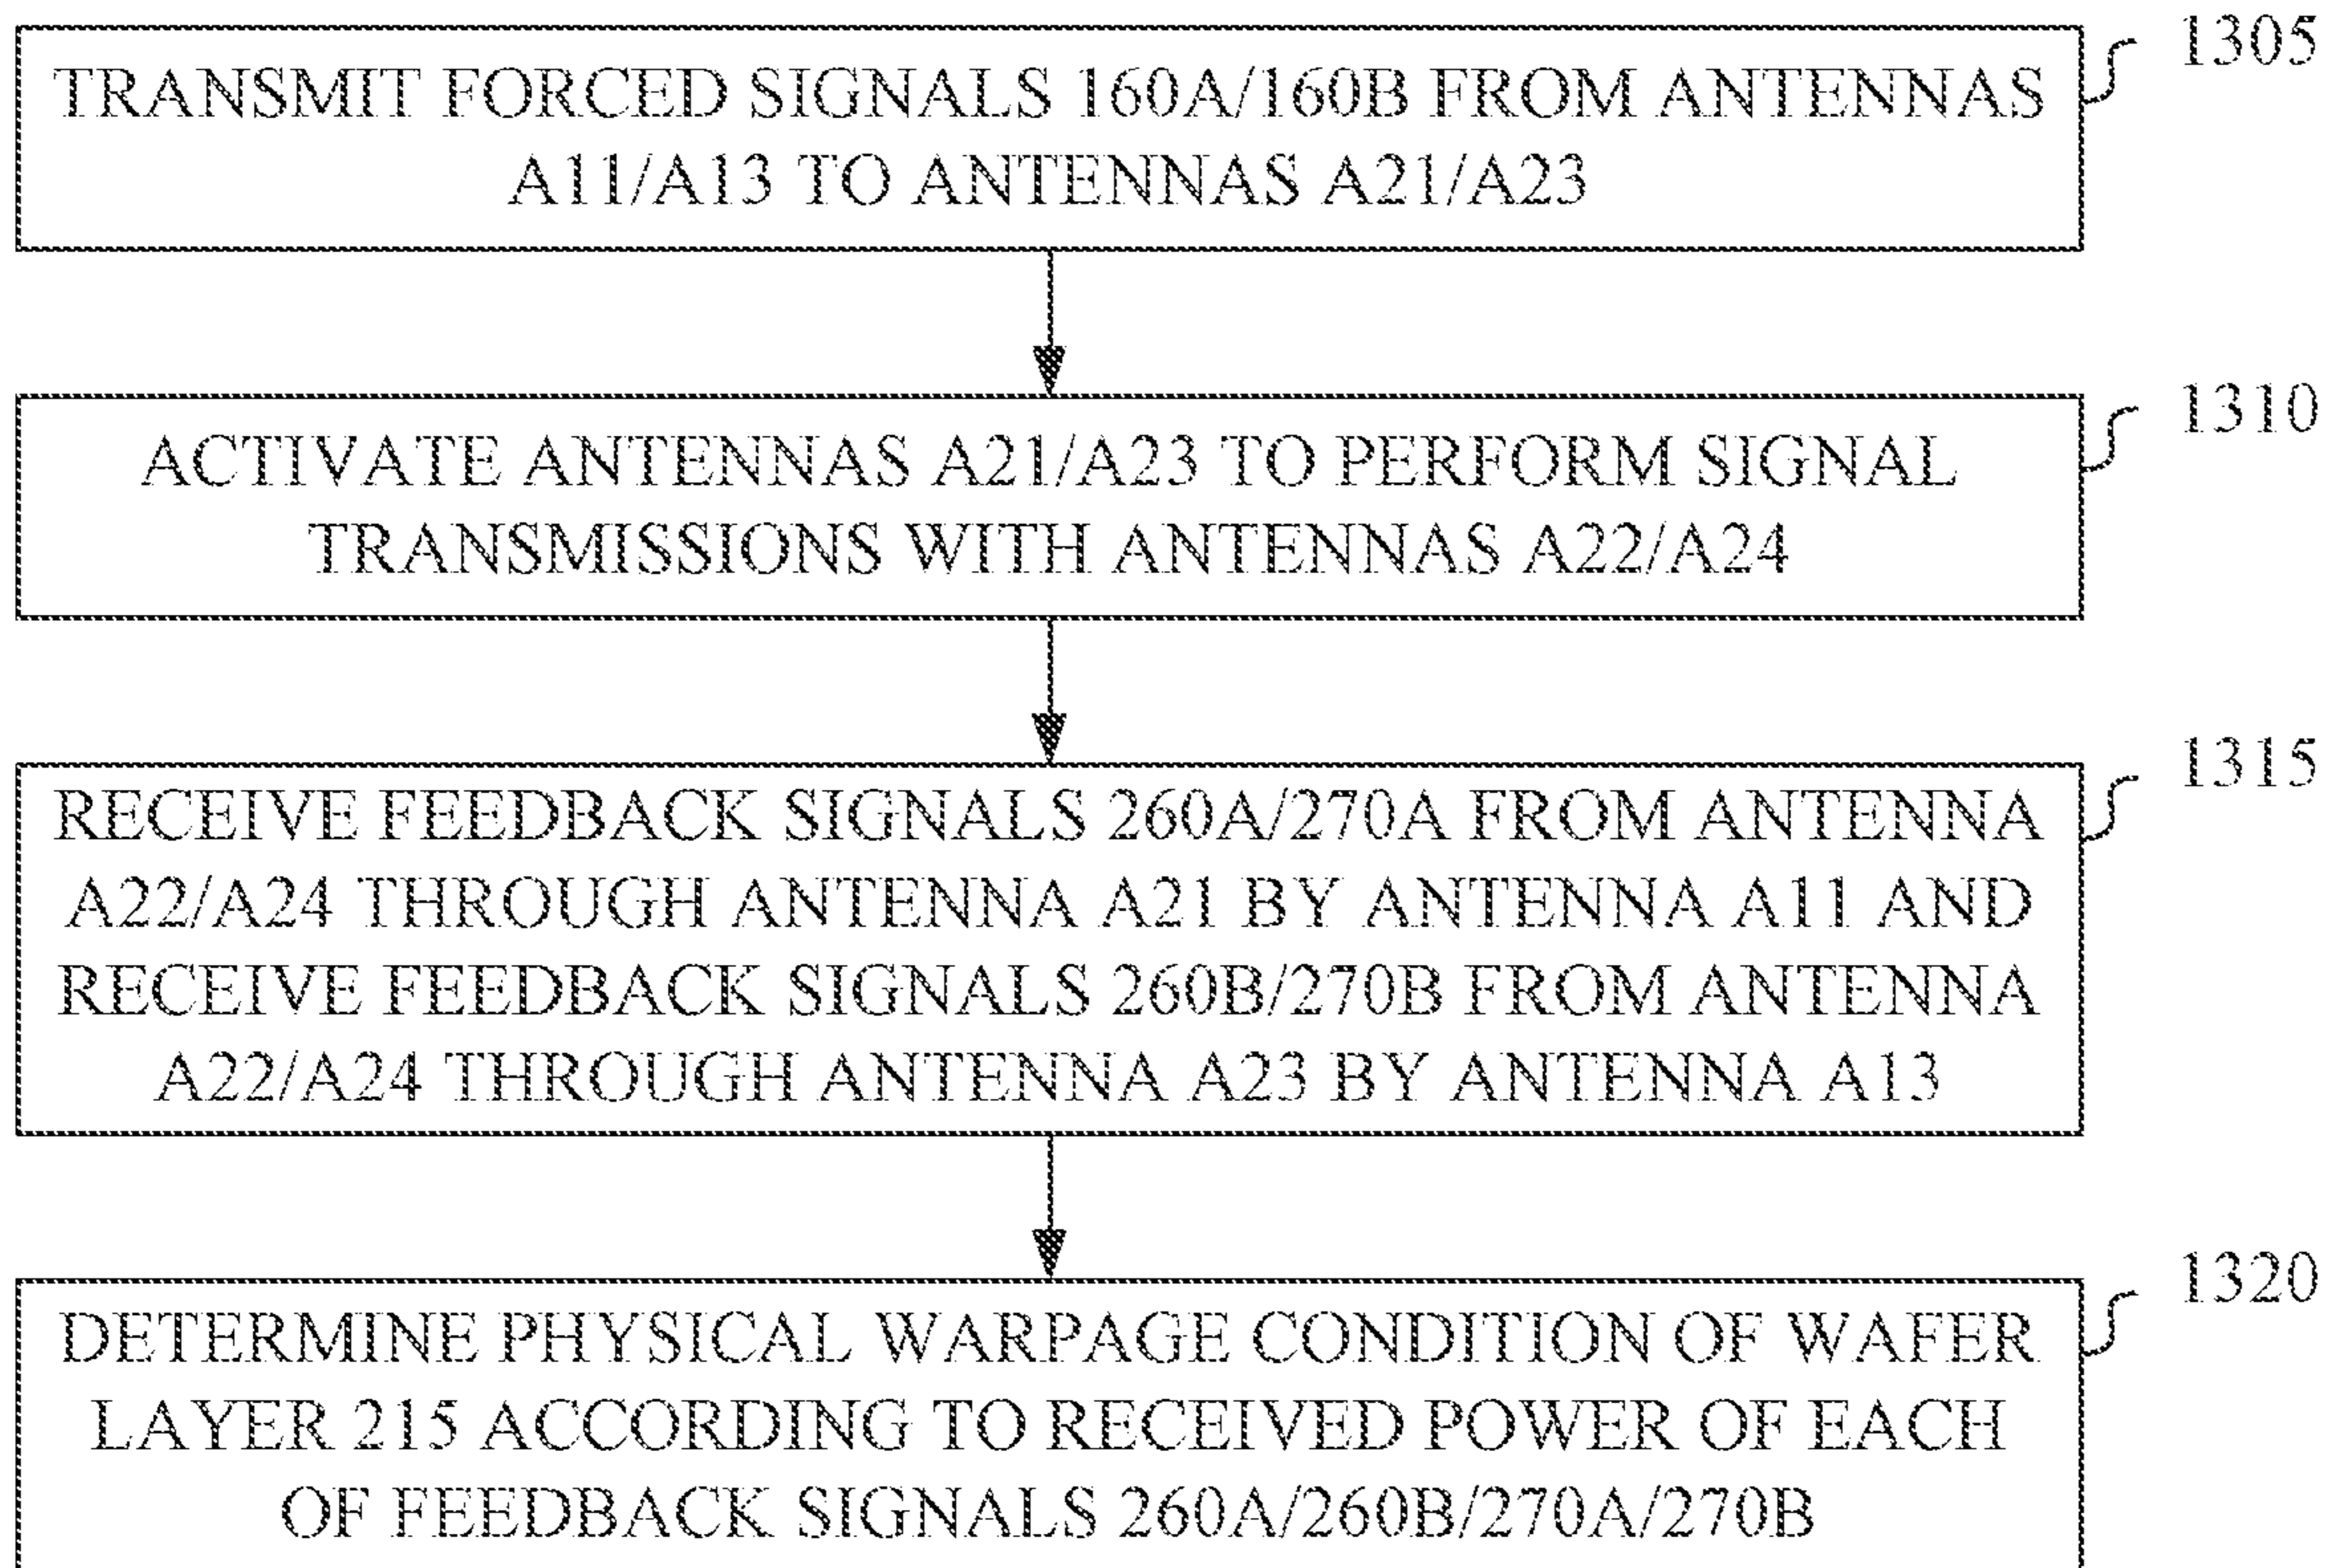 1305
TRANSMIT FORCED SIGNALS 160A/160B FROM ANTENNAS
A11/A13 TO ANTENNAS A21/A23
1310
ACTIVATE ANTENNAS A21/A23 TO PERFORM SIGNAL
TRANSMISSIONS WITH ANTENNAS A22/A24
1315
RECEIVE FEEDBACK SIGNALS 260A/270A FROM ANTENNA
A22/A24 THROUGH ANTENNA A21 BY ANTENNA A11 AND
RECEIVE FEEDBACK SIGNALS 260B/270B FROM ANTENNA
A22/A24 THROUGH ANTENNA A23 BY ANTENNA A13
1320
DETERMINE PHYSICAL WARPAGE CONDITION OF WAFER
LAYER 215 ACCORDING TO RECEIVED POWER OF EACH
OF FEEDBACK SIGNALS 260A/260B/270A/270B